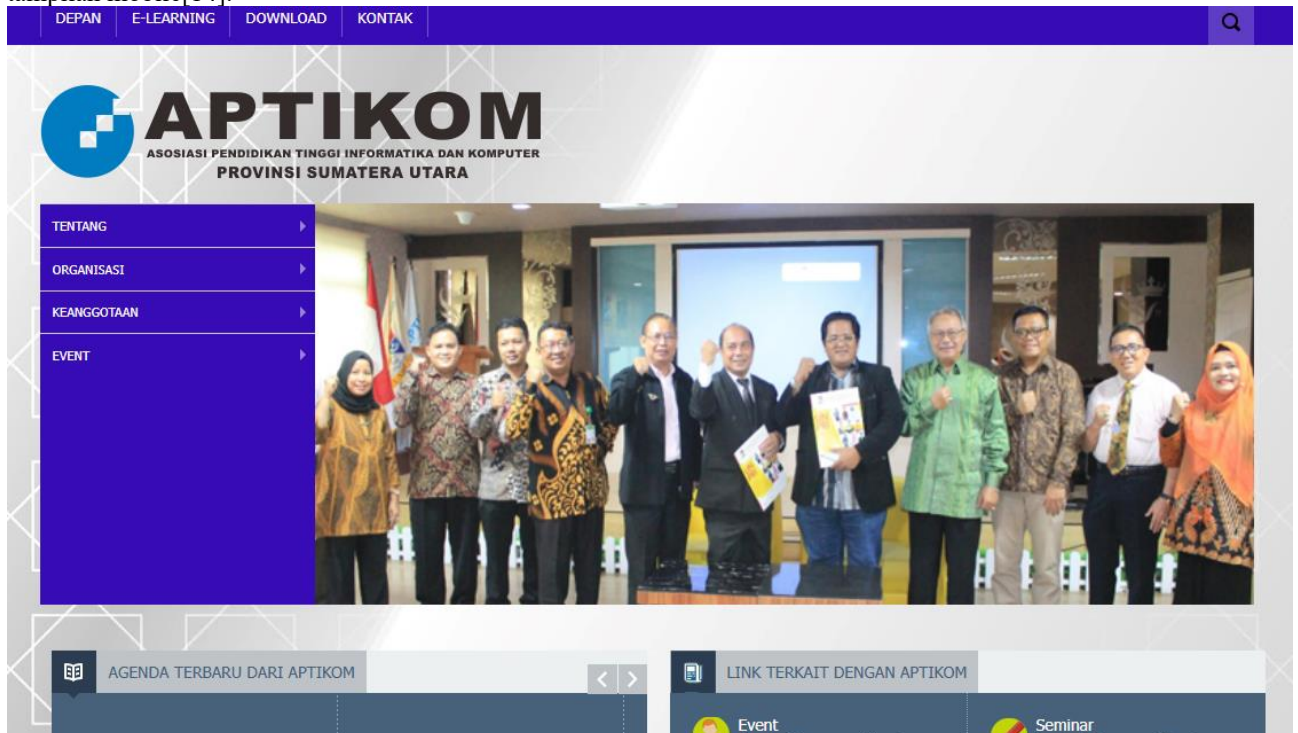 DEPAN E-LEARNING DOWNLOAD KONTAK
APTIKOM
ASOSIASI PENDIDIKAN TINGGI INFORMATIKA DAN KOMPUTER
PROVINSI SUMATERA UTARA
TENTANG
ORGANISASI
KEANGGOTAAN
EVENT
AGENDA TERBARU DARI APTIKOM
LINK TERKAIT DENGAN APTIKOM
Event
Seminar